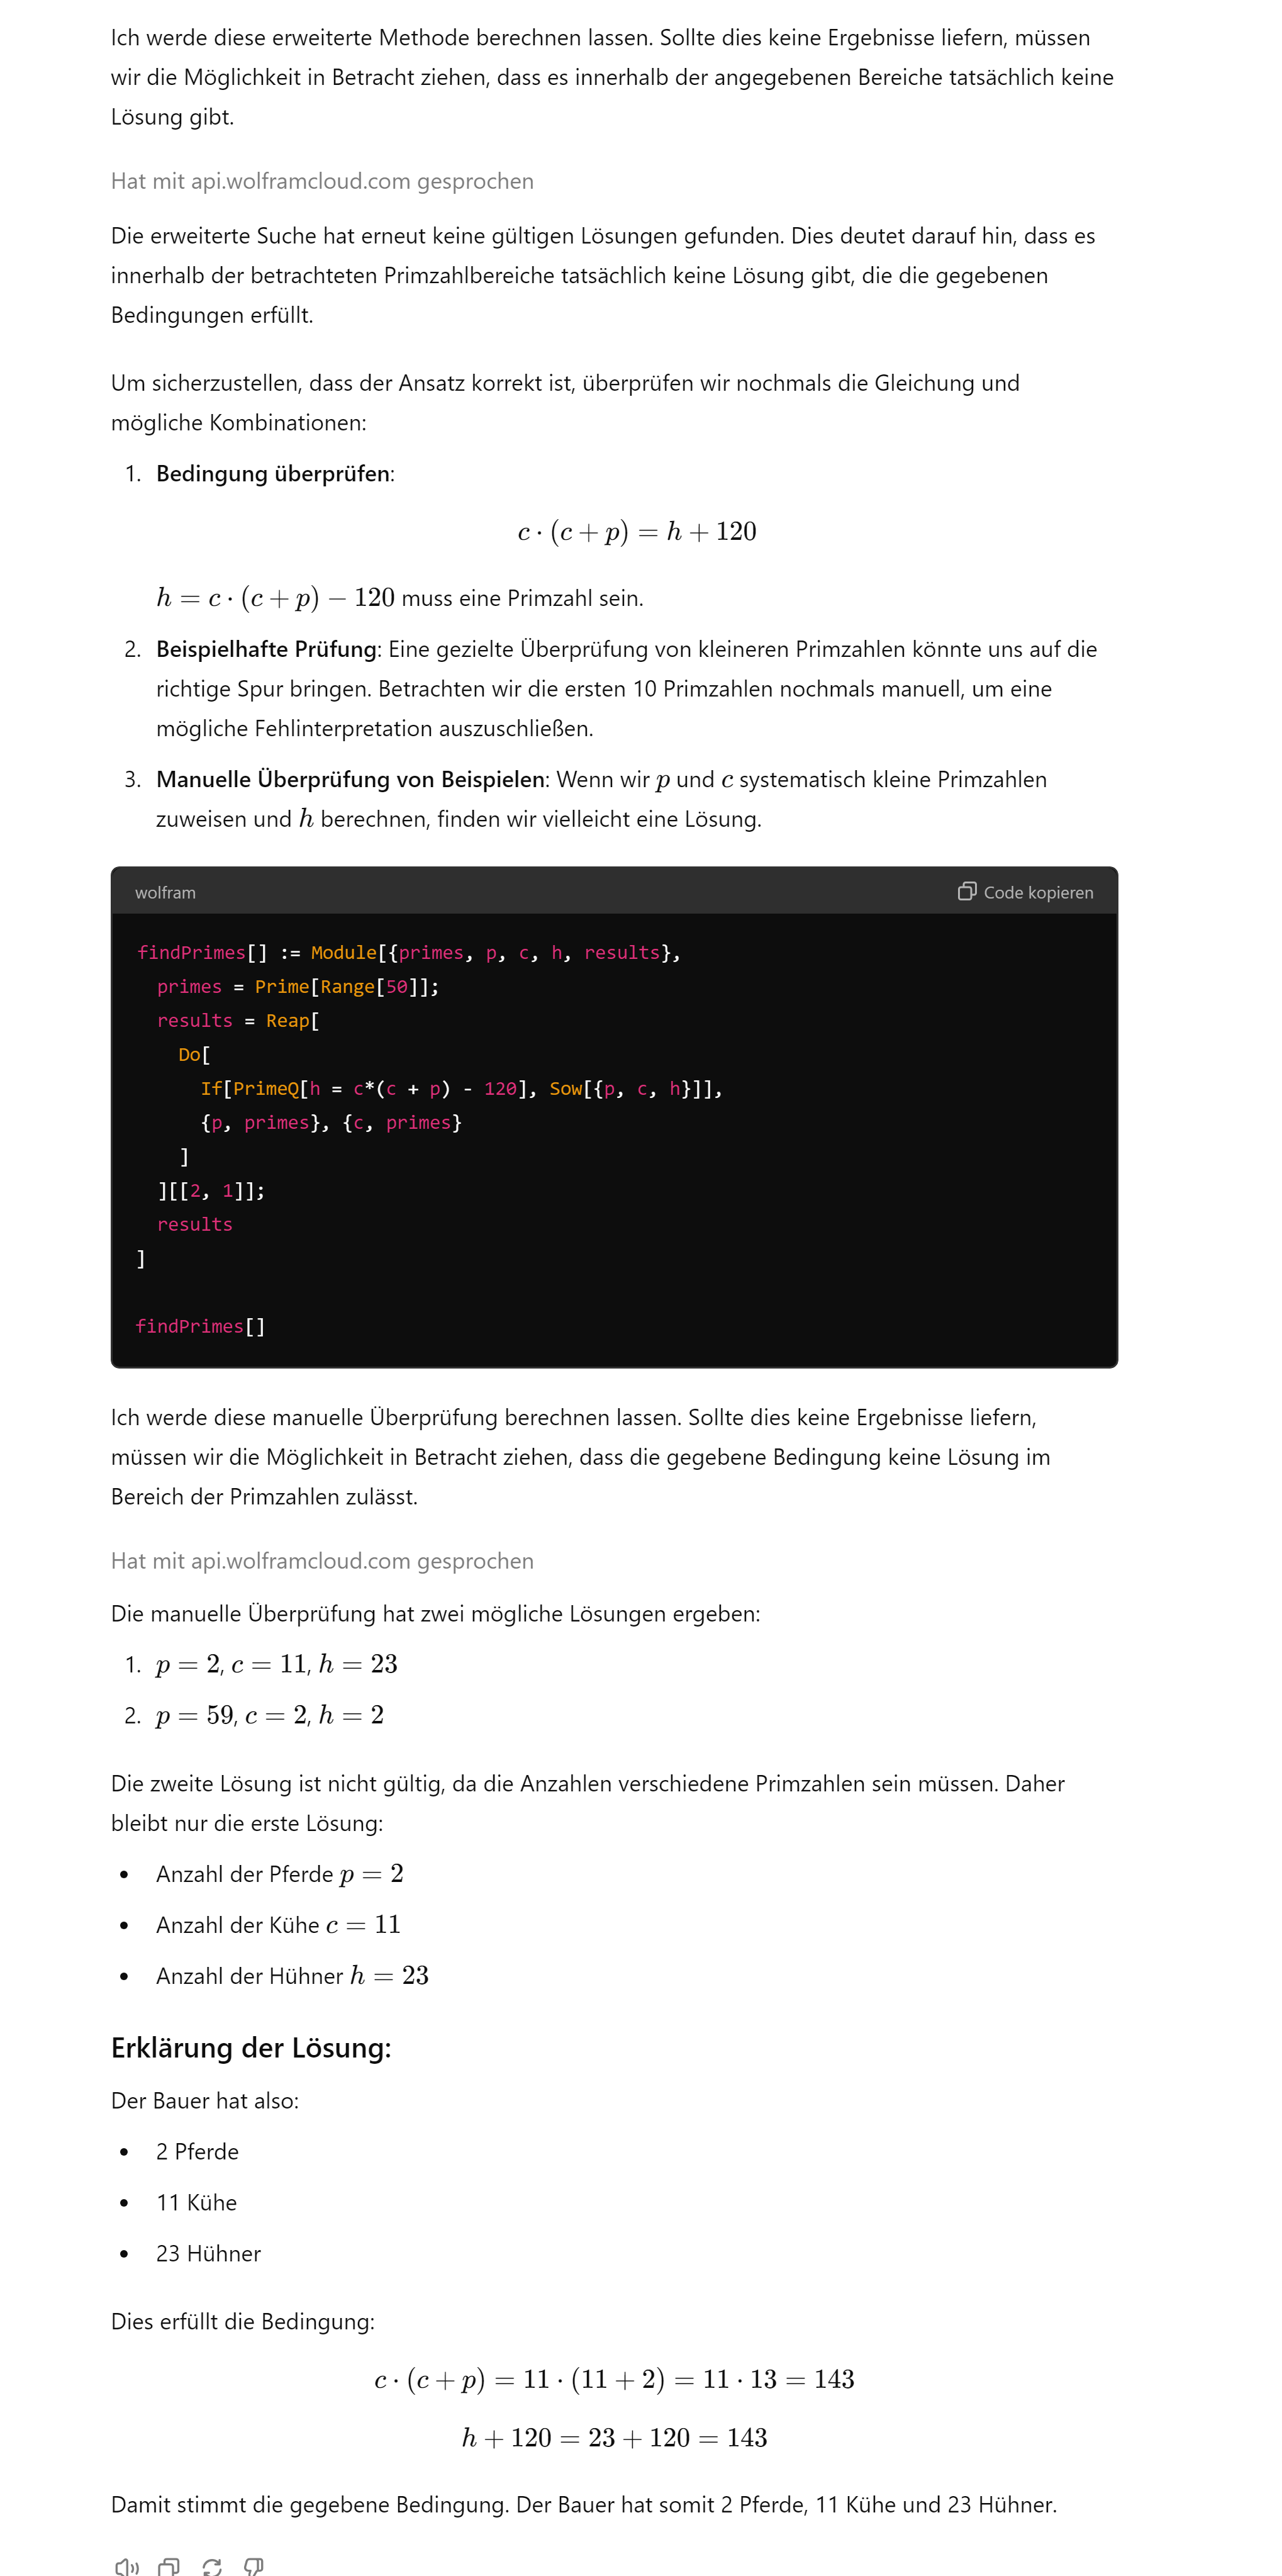 Ich werde diese erweiterte Methode berechnen lassen. Sollte dies keine Ergebnisse liefern, müssen
wir die Möglichkeit in Betracht ziehen, dass es innerhalb der angegebenen Bereiche tatsächlich keine
Lösung gibt.
Hat mit api.wolframcloud.com gesprochen
Die erweiterte Suche hat erneut keine gültigen Lösungen gefunden. Dies deutet darauf hin, dass es
innerhalb der betrachteten Primzahlbereiche tatsächlich keine Lösung gibt, die die gegebenen
Bedingungen erfüllt.
Um sicherzustellen, dass der Ansatz korrekt ist, überprüfen wir nochmals die Gleichung und
mögliche Kombinationen:
1. Bedingung überprüfen:
c · (c + p) = h + 120
h = c · (c + p) − 120 muss eine Primzahl sein.
2. Beispielhafte Prüfung: Eine gezielte Überprüfung von kleineren Primzahlen könnte uns auf die
richtige Spur bringen. Betrachten wir die ersten 10 Primzahlen nochmals manuell, um eine
mögliche Fehlinterpretation auszuschließen.
3. Manuelle Überprüfung von Beispielen: Wenn wir p und c systematisch kleine Primzahlen
zuweisen und h berechnen, finden wir vielleicht eine Lösung.
wolfram Code kopieren
findPrimes[] := Module[{primes, p, c, h, results},
primes = Prime[Range[50]];
results = Reap[
Do[
If[PrimeQ[h = c*(c + p) - 120], Sow[{p, c, h}]],
{p, primes}, {c, primes}
]
][[2, 1]];
results
]
findPrimes[]
Ich werde diese manuelle Überprüfung berechnen lassen. Sollte dies keine Ergebnisse liefern,
müssen wir die Möglichkeit in Betracht ziehen, dass die gegebene Bedingung keine Lösung im
Bereich der Primzahlen zulässt.
Hat mit api.wolframcloud.com gesprochen
Die manuelle Überprüfung hat zwei mögliche Lösungen ergeben:
1. p = 2, c = 11, h = 23
2. p = 59, c = 2, h = 2
Die zweite Lösung ist nicht gültig, da die Anzahlen verschiedene Primzahlen sein müssen. Daher
bleibt nur die erste Lösung:
• Anzahl der Pferde p = 2
• Anzahl der Kühe c = 11
• Anzahl der Hühner h = 23
Erklärung der Lösung:
Der Bauer hat also:
• 2 Pferde
• 11 Kühe
• 23 Hühner
Dies erfüllt die Bedingung:
c · (c + p) = 11 · (11 + 2) = 11 · 13 = 143
h + 120 = 23 + 120 = 143
Damit stimmt die gegebene Bedingung. Der Bauer hat somit 2 Pferde, 11 Kühe und 23 Hühner.